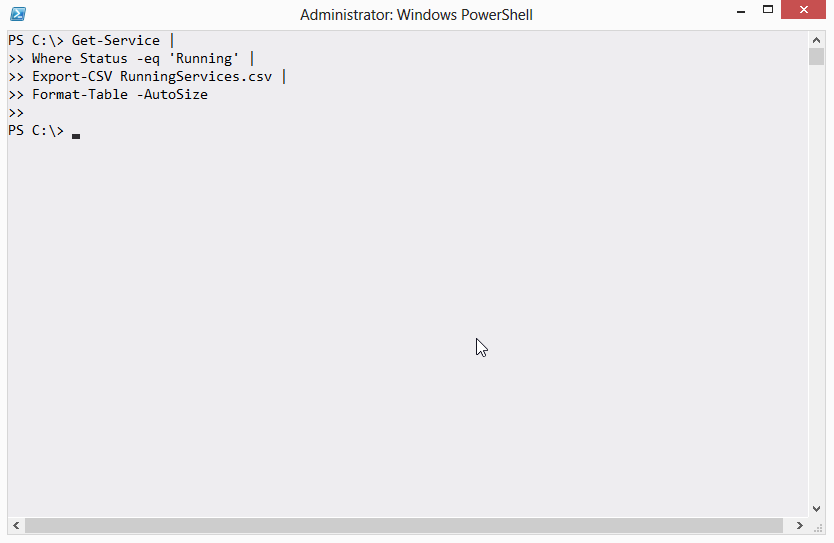 Administrator: Windows PowerShell
PS C:\> Get-Service |
>> Where Status -eq 'Running' |
>> Export-CSV RunningServices.csv |
>> Format-Table -AutoSize
>>
PS C:\>